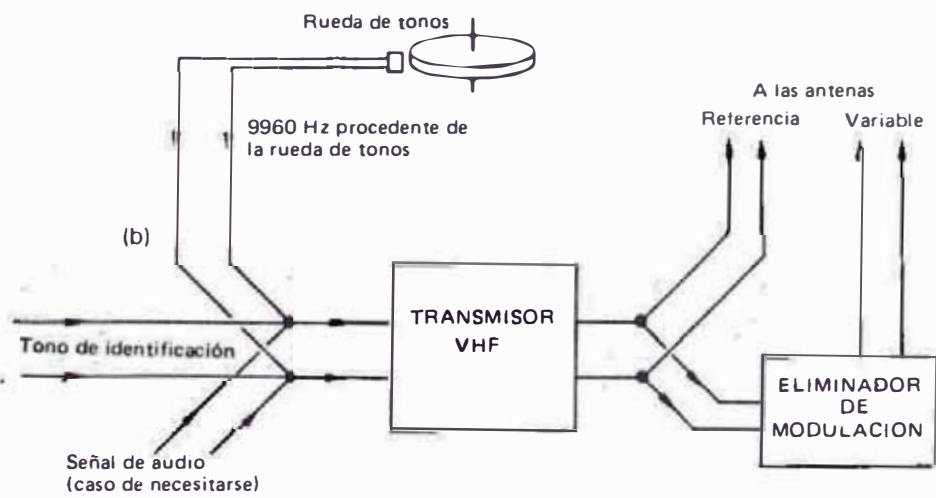 Rueda de tonos
A las antenas
Referencia Variable
9960 Hz procedente de
la rueda de tonos
(b)
TRANSMISOR
VHF
Tono de identificación
ELIMINADOR
DE
MODULACION
Señal de audio
(caso de necesitarse)